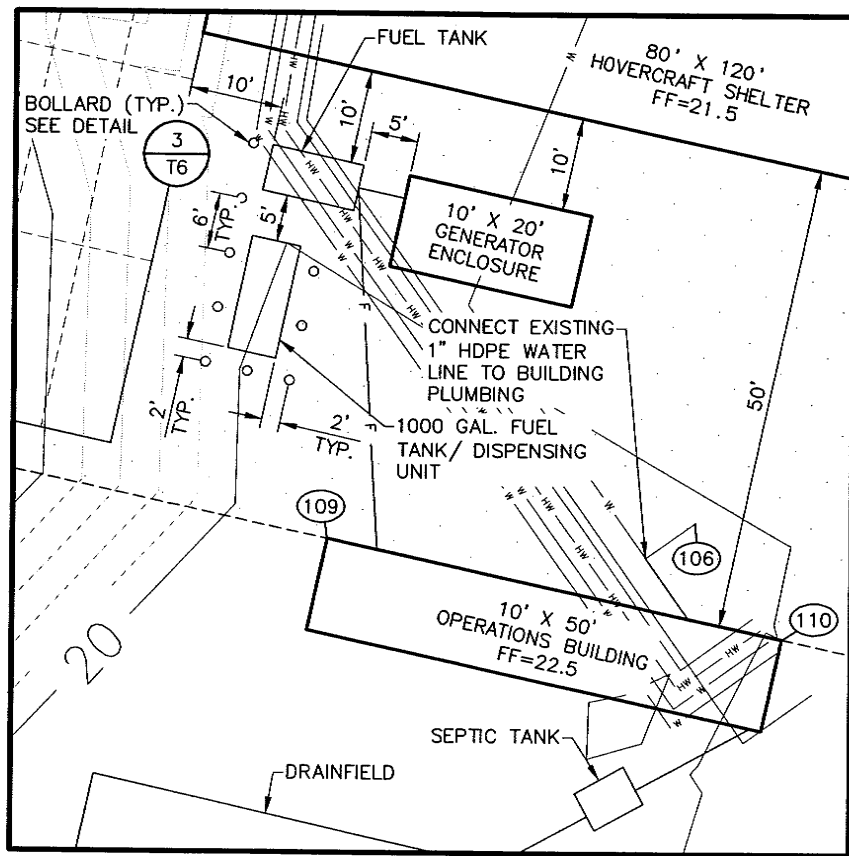 FUEL TANK
80' X 120'
HOVERCRAFT SHELTER
FF=21.5
10'
BOLLARD (TYP.)
SEE DETAIL
3
T6
10'
5'
10'
6'
TYP.
5'
10' X 20'
GENERATOR
ENCLOSURE
CONNECT EXISTING
1" HDPE WATER
LINE TO BUILDING
PLUMBING
50'
2'
TYP.
2'
TYP.
1000 GAL. FUEL
TANK/ DISPENSING
UNIT
109
106
110
10' X 50'
OPERATIONS BUILDING
FF=22.5
20
SEPTIC TANK
DRAINFIELD
W
HW
F
F